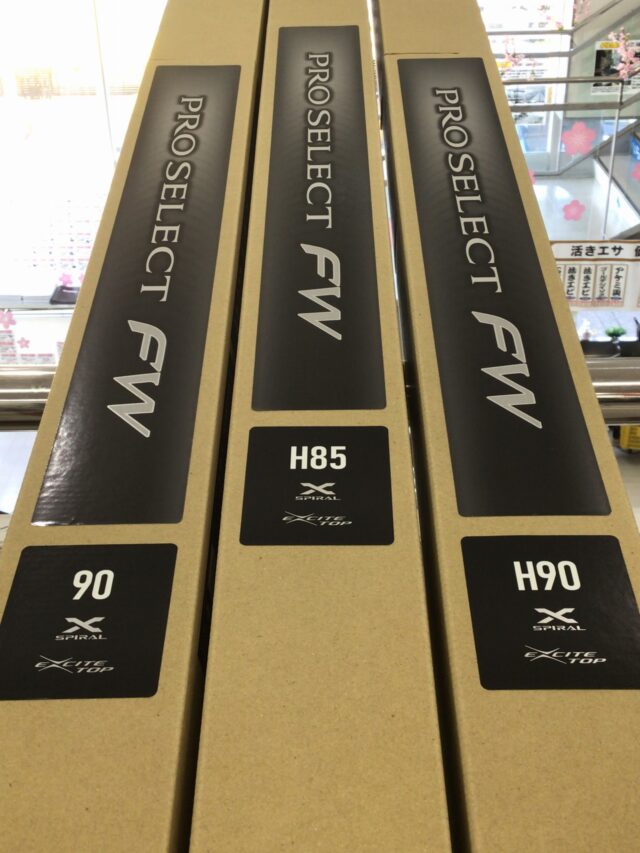 PRO SELECT FW
90
X
SPIRAL
EXCITE
TOP
PRO SELECT FW
H85
X
SPIRAL
EXCITE
TOP
PRO SELECT FW
H90
X
SPIRAL
EXCITE
TOP
活きエサ